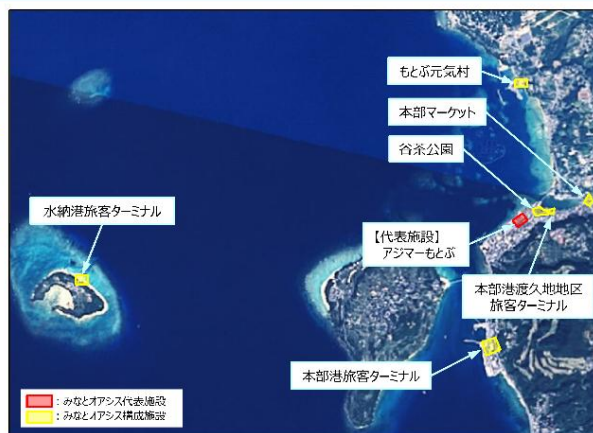 もとぶ元気村
本部マーケット
谷茶公園
水納港旅客ターミナル
【代表施設】
アジマーもとぶ
本部港渡久地地区
旅客ターミナル
本部港旅客ターミナル
：みなとオアシス代表施設
：みなとオアシス構成施設